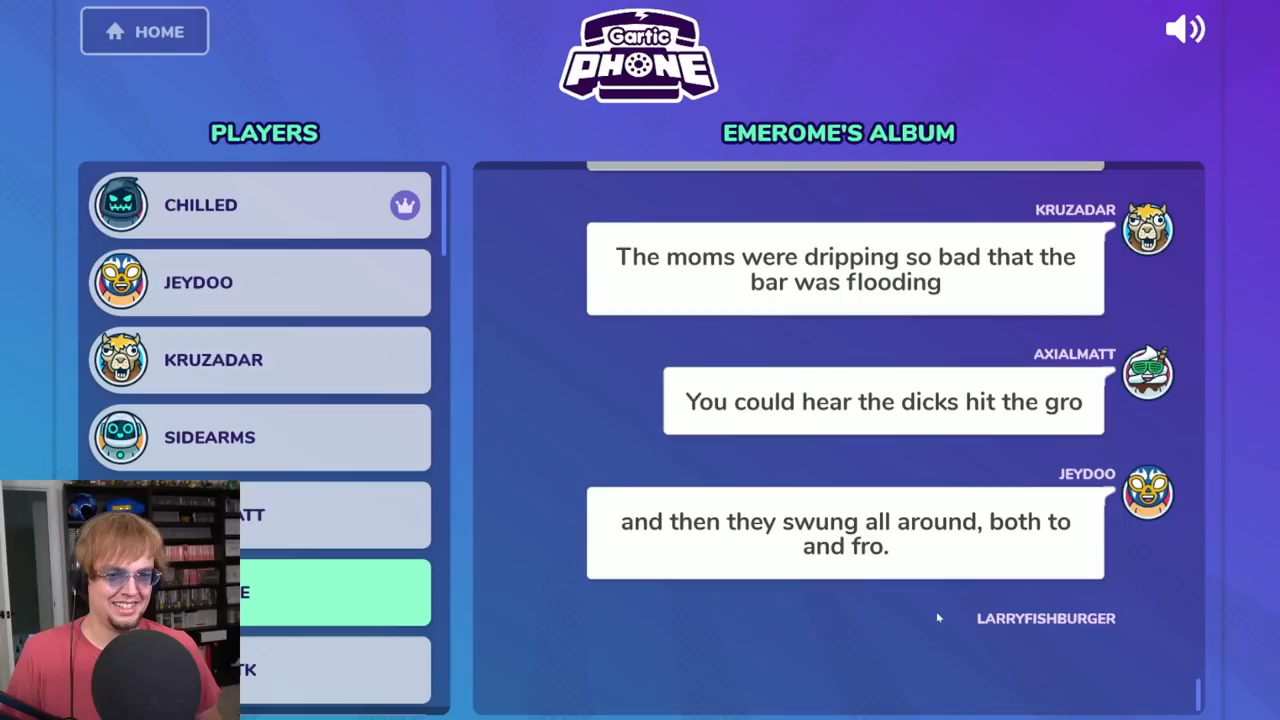 HOME
Gartic
PHONE
PLAYERS
EMEROME'S ALBUM
CHILLED
JEYDOO
KRUZADAR
SIDEARMS
ATT
E
TK
KRUZADAR
The moms were dripping so bad that the
bar was flooding
AXIALMATT
You could hear the dicks hit the gro
JEYDOO
and then they swung all around, both to
and fro.
LARRYFISHBURGER